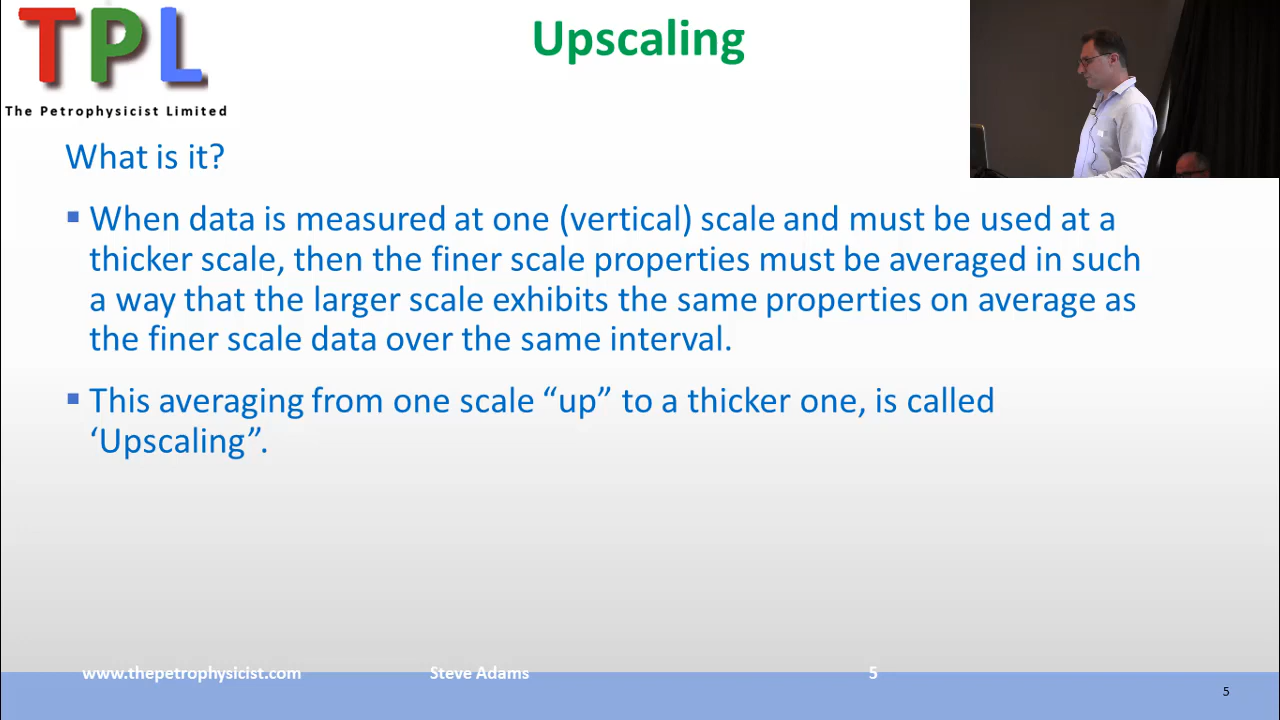 TPL
The Petrophysicist Limited
Upscaling
What is it?
When data is measured at one (vertical) scale and must be used at a
thicker scale, then the finer scale properties must be averaged in such
a way that the larger scale exhibits the same properties on average as
the finer scale data over the same interval.
This averaging from one scale “up” to a thicker one, is called
‘Upscaling”.
www.thepetrophysicist.com
Steve Adams
5
5